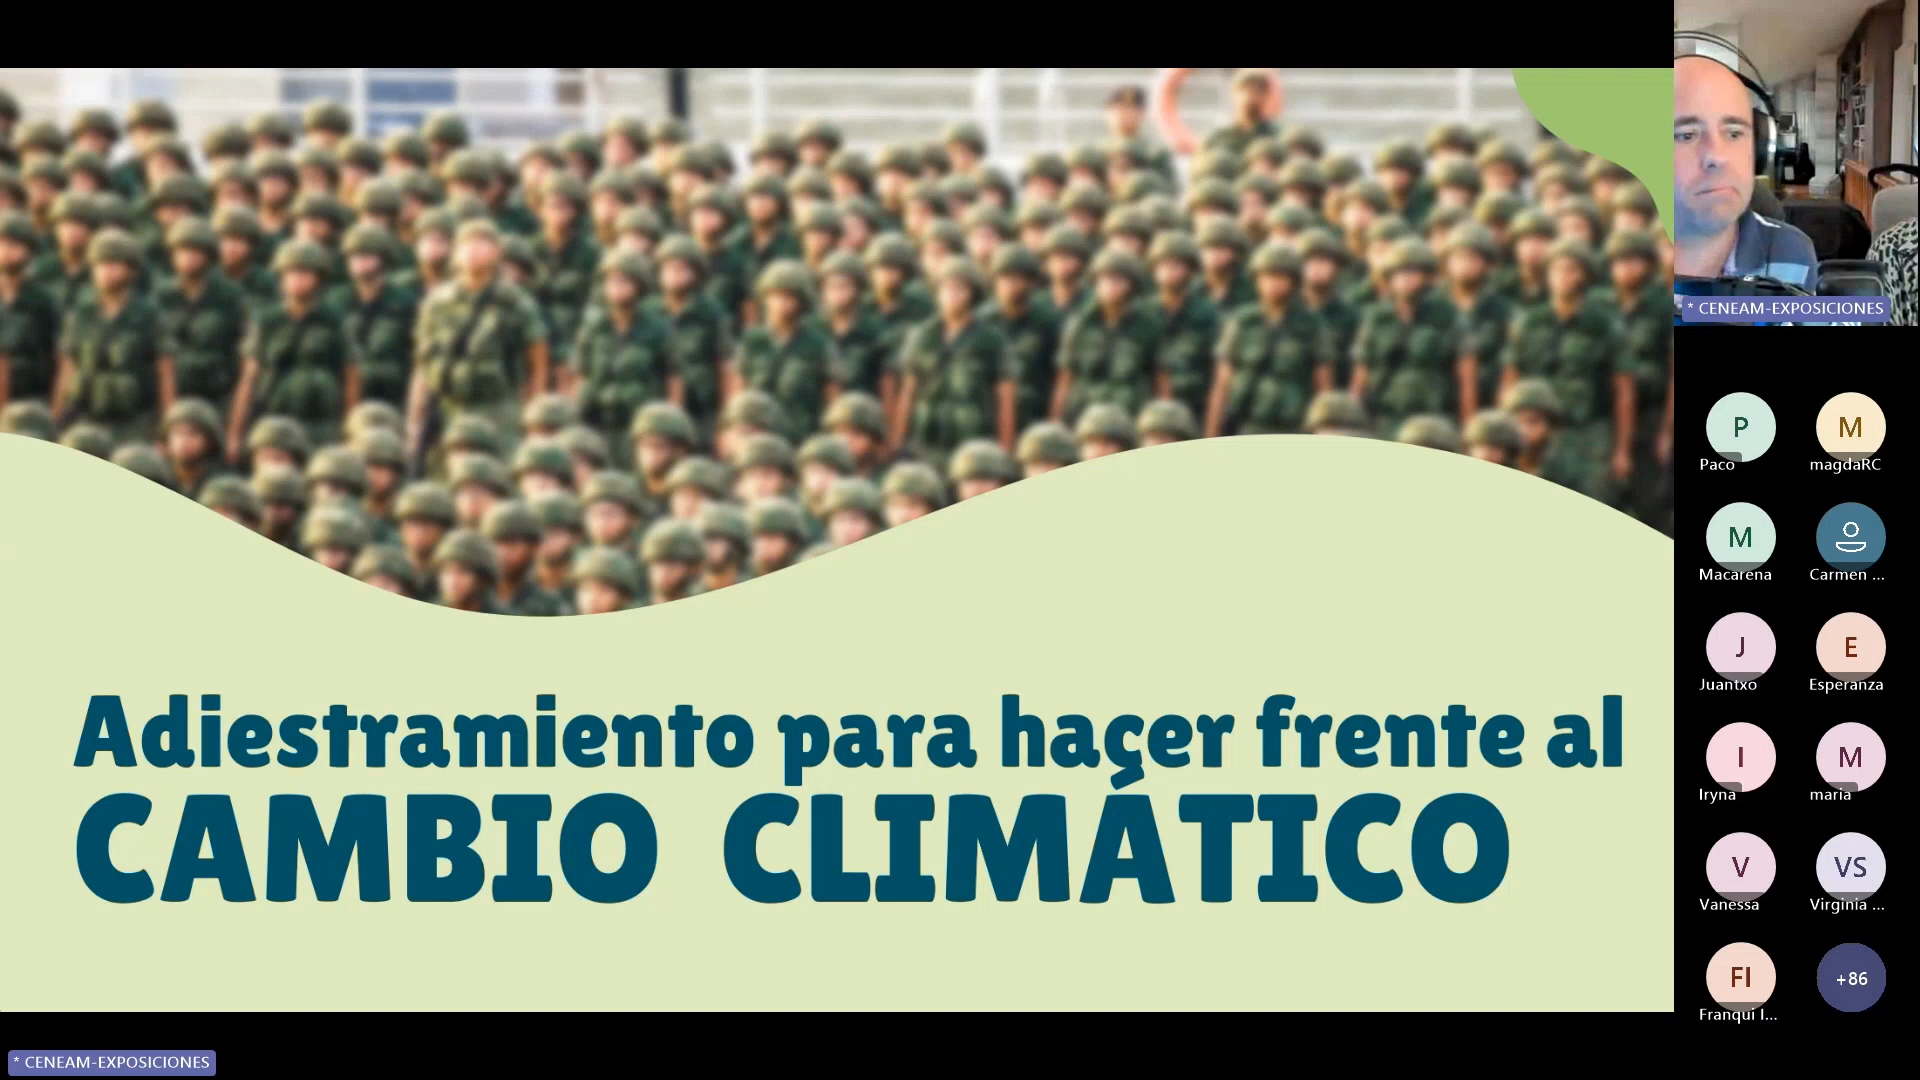 Adiestramiento para hacer frente al
CAMBIO CLIMÁTICO
* CENEAM-EXPOSICIONES
P
Paco
M
magdaRC
M
Macarena
Carmen ...
J
Juantxo
E
Esperanza
I
Iryna
M
maria
V
Vanessa
VS
Virginia ...
FI
Franqui I...
+86
* CENEAM-EXPOSICIONES